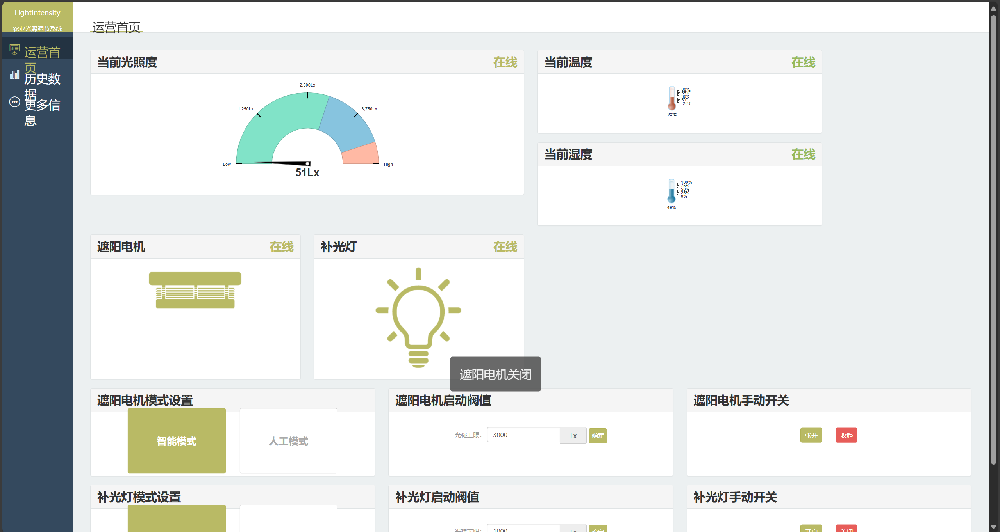 LightIntensity
农业光照调节系统
运营首页
历史数据
更多信息
运营首页
当前光照度 在线
2,500Lx
1,250Lx
3,750Lx
Low
High
51Lx
当前温度 在线
80℃
55℃
30℃
5℃
-20℃
23℃
当前湿度 在线
100%
75%
50%
25%
0%
49%
遮阳电机 在线
补光灯 在线
遮阳电机关闭
遮阳电机模式设置
智能模式 人工模式
遮阳电机启动阀值
光强上限： 3000 Lx 确定
遮阳电机手动开关
张开 收起
补光灯模式设置
补光灯启动阀值
光强下限： 1000 Lx 确定
补光灯手动开关
开启 关闭